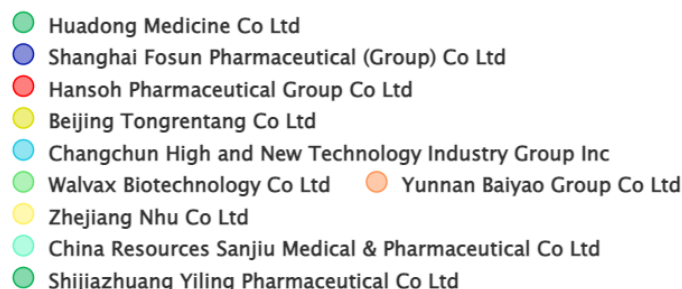 Huadong Medicine Co Ltd
Shanghai Fosun Pharmaceutical (Group) Co Ltd
Hansoh Pharmaceutical Group Co Ltd
Beijing Tongrentang Co Ltd
Changchun High and New Technology Industry Group Inc
Walvax Biotechnology Co Ltd Yunnan Baiyao Group Co Ltd
Zhejiang Nhu Co Ltd
China Resources Sanjiu Medical & Pharmaceutical Co Ltd
Shijiazhuang Yiling Pharmaceutical Co Ltd